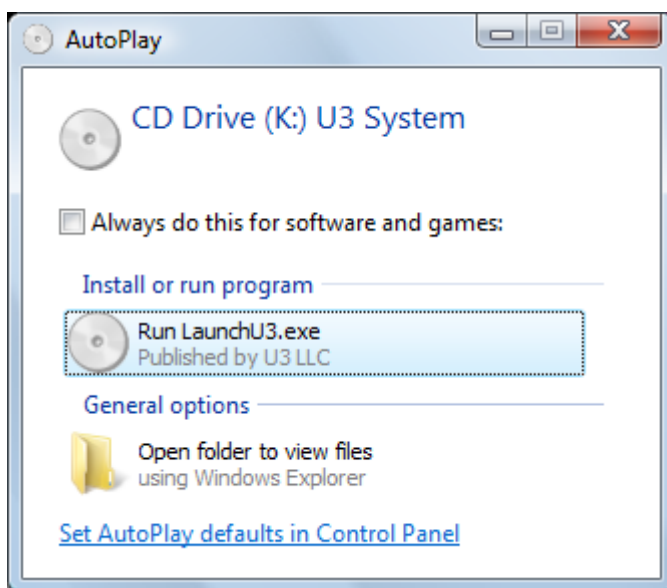 AutoPlay
CD Drive (K:) U3 System
Always do this for software and games:
Install or run program
Run LaunchU3.exe
Published by U3 LLC
General options
Open folder to view files
using Windows Explorer
Set AutoPlay defaults in Control Panel